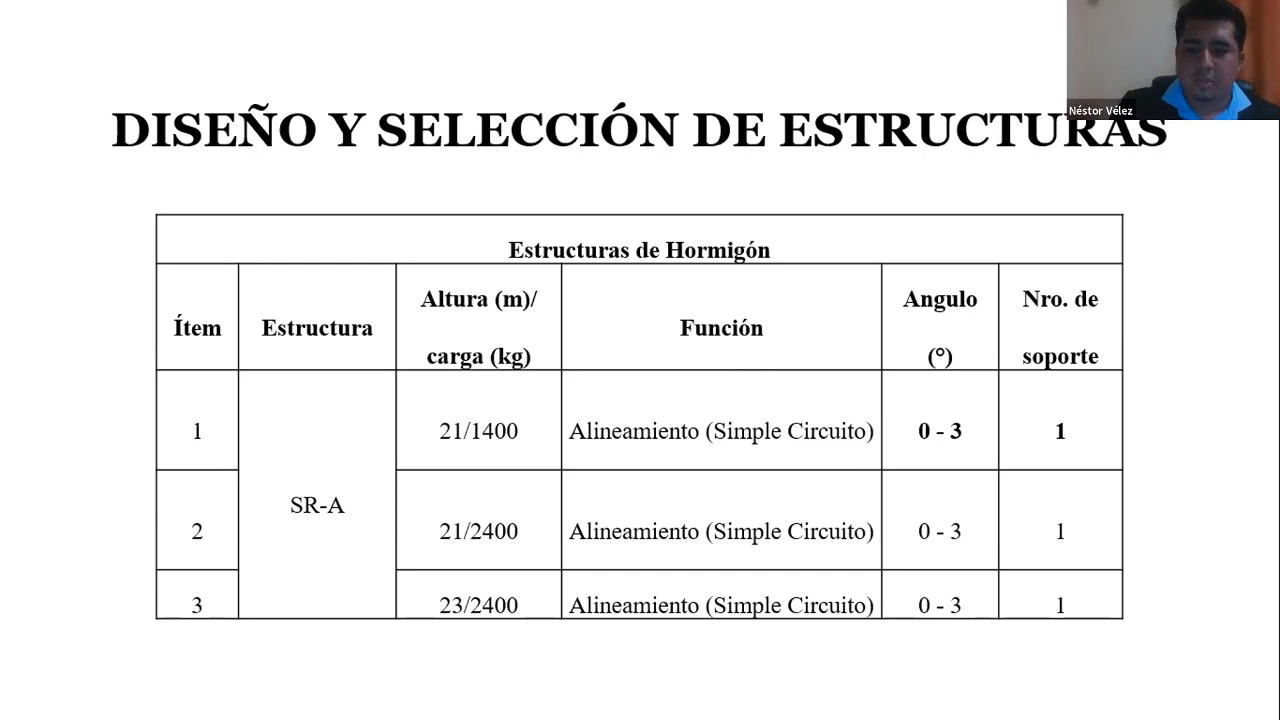 Néstor Vélez
DISEÑO Y SELECCIÓN DE ESTRUCTURAS
Estructuras de Hormigón
Ítem
Estructura
Altura (m)/
carga (kg)
Función
Angulo
(°)
Nro. de
soporte
1
SR-A
21/1400
Alineamiento (Simple Circuito)
0 - 3
1
2
21/2400
Alineamiento (Simple Circuito)
0 - 3
1
3
23/2400
Alineamiento (Simple Circuito)
0 - 3
1